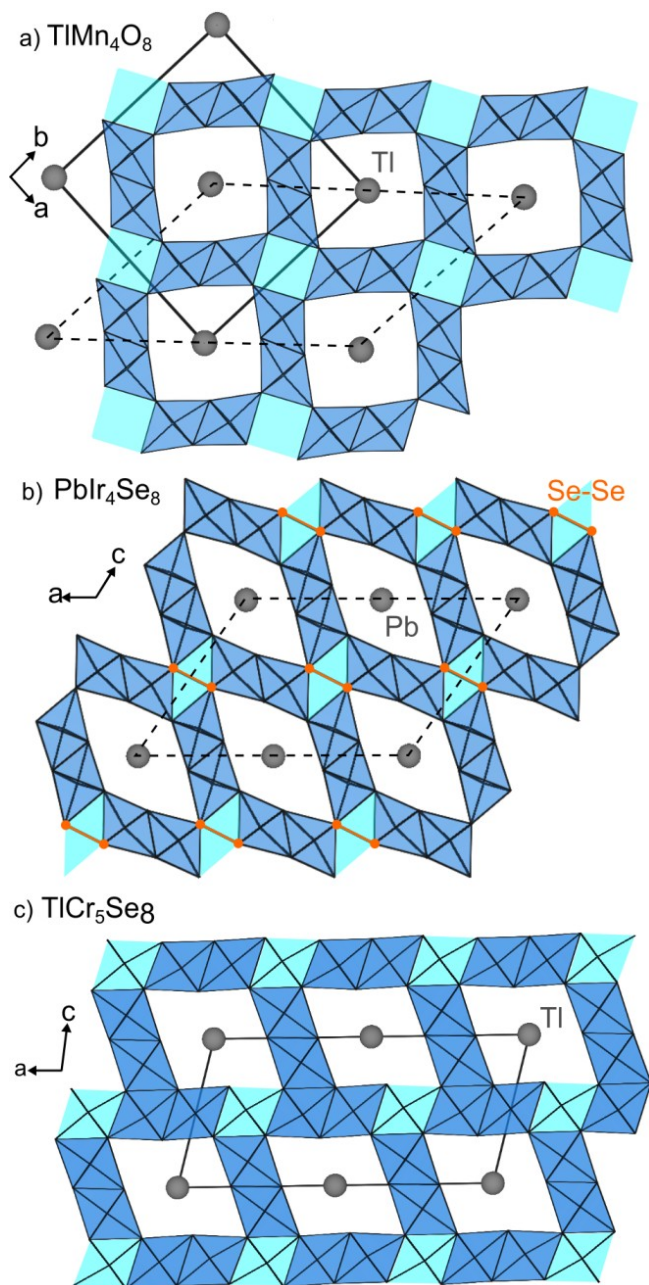 a) TlMn₄O₈
b
a
Tl
b) PbIr₄Se₈
Se-Se
c
a
Pb
c) TlCr₅Se₈
c
a
Tl